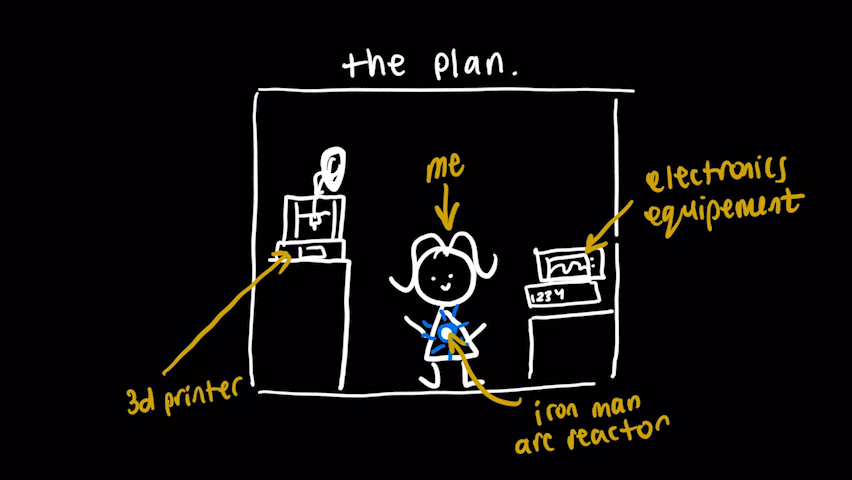 the plan.
me
electronics
equipement
1234
3d printer
iron man
arc reactor